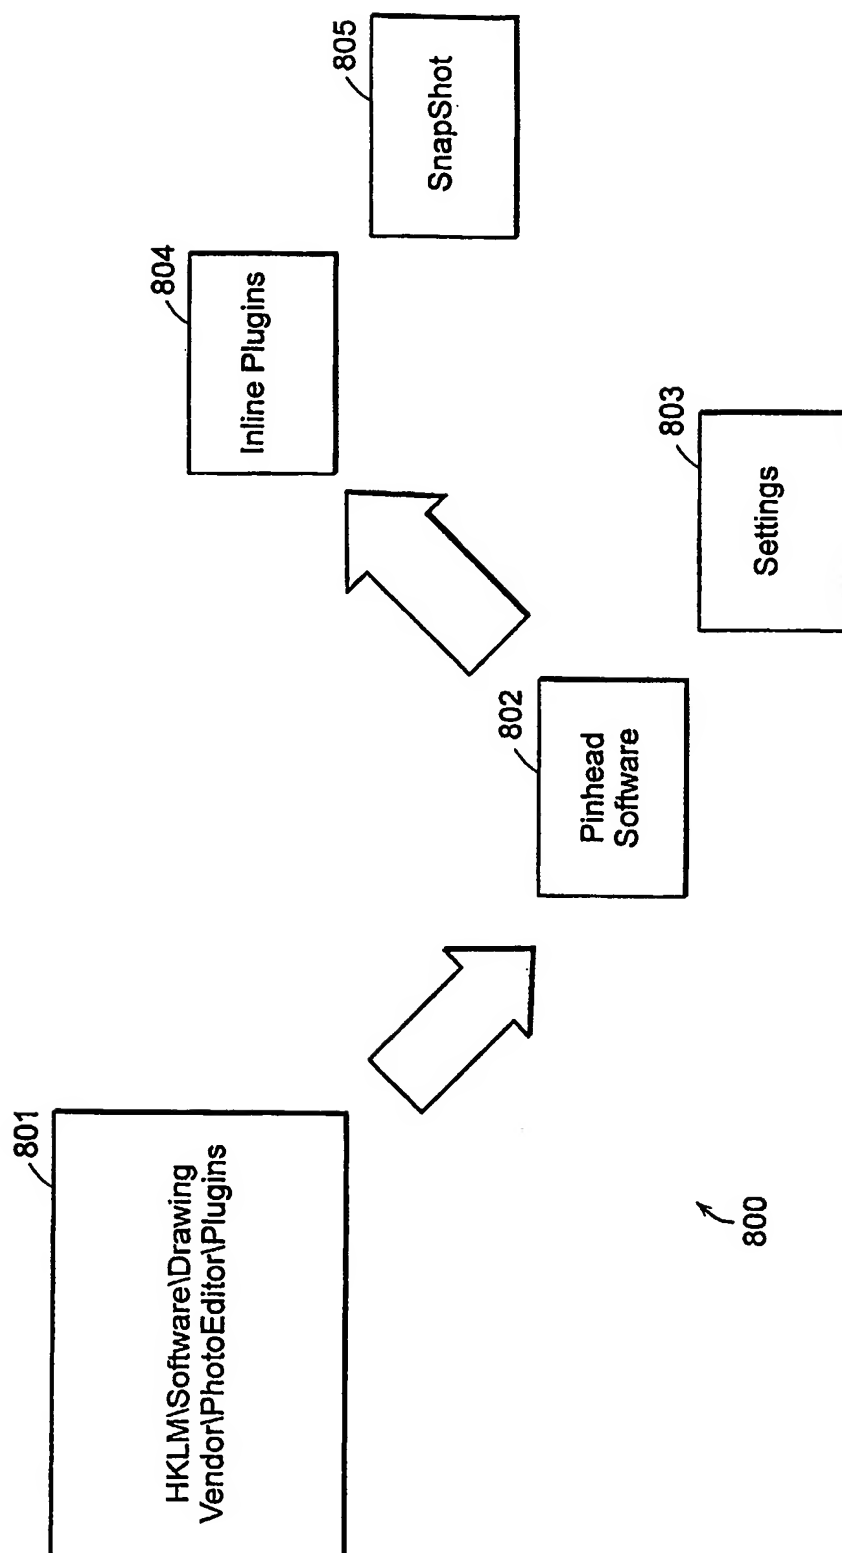 801
HKLM\Software\Drawing
Vendor\PhotoEditor\Plugins
802
Pinhead
Software
803
Settings
804
Inline Plugins
805
SnapShot
800